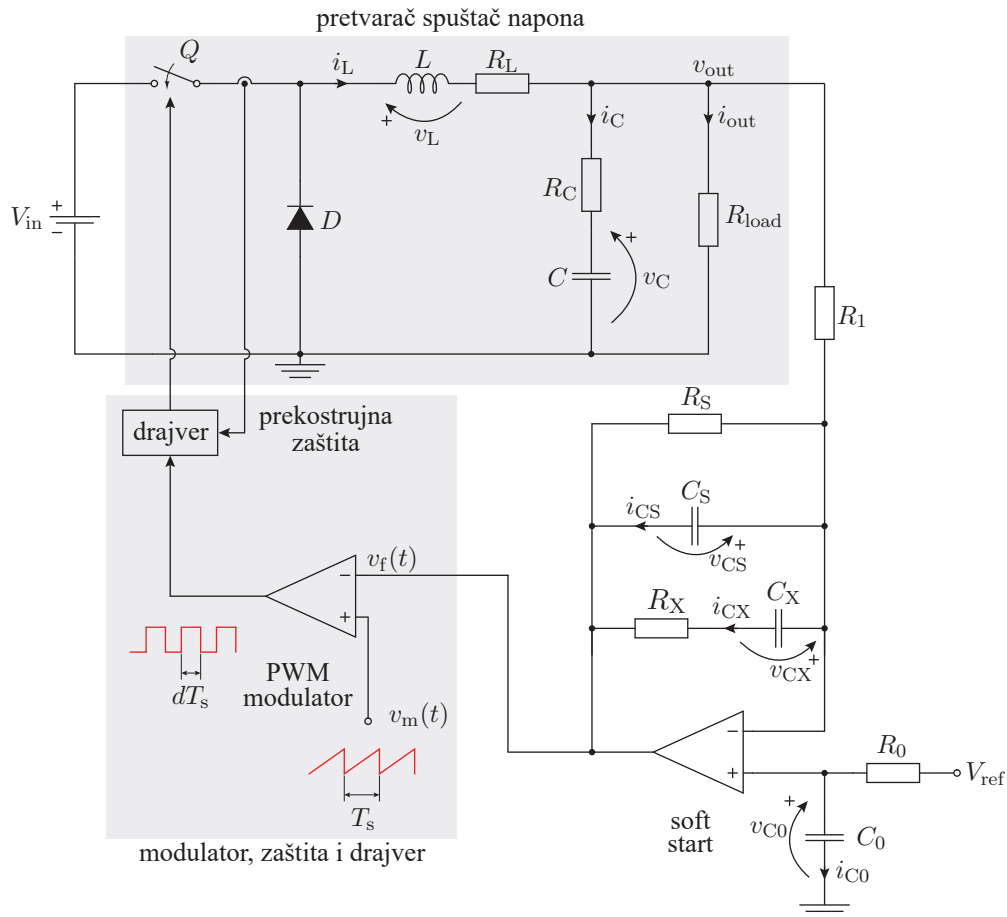 pretvarač spuštač napona
Q
i_L
L
R_L
v_out
+
v_L
i_C
i_out
V_in
+
−
D
R_C
R_load
+
C
v_C
R_1
R_S
drajver
prekostrujna
zaštita
i_CS
C_S
+
v_CS
v_f(t)
−
+
R_X
i_CX
C_X
v_CX
+
dT_s
PWM
modulator
v_m(t)
T_s
−
+
R_0
V_ref
soft
start
+
v_C0
C_0
i_C0
modulator, zaštita i drajver